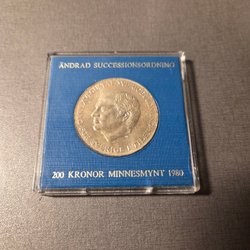 ÄNDRAD SUCCESSIONSORDNING
200 KRONOR MINNESMYNT 1980